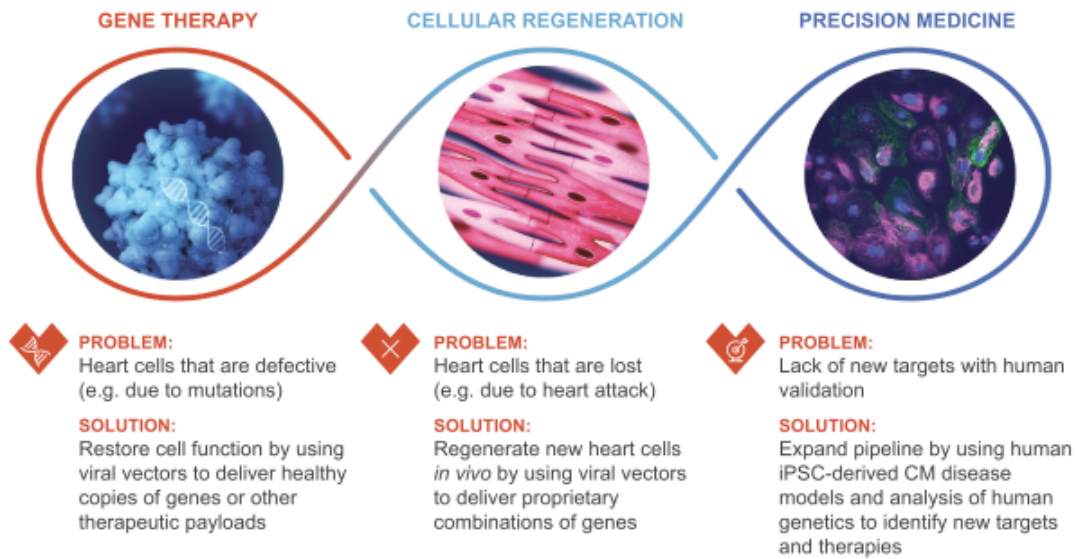 GENE THERAPY
CELLULAR REGENERATION
PRECISION MEDICINE
PROBLEM:
Heart cells that are defective
(e.g. due to mutations)
SOLUTION:
Restore cell function by using
viral vectors to deliver healthy
copies of genes or other
therapeutic payloads
PROBLEM:
Heart cells that are lost
(e.g. due to heart attack)
SOLUTION:
Regenerate new heart cells
in vivo by using viral vectors
to deliver proprietary
combinations of genes
PROBLEM:
Lack of new targets with human
validation
SOLUTION:
Expand pipeline by using human
iPSC-derived CM disease
models and analysis of human
genetics to identify new targets
and therapies